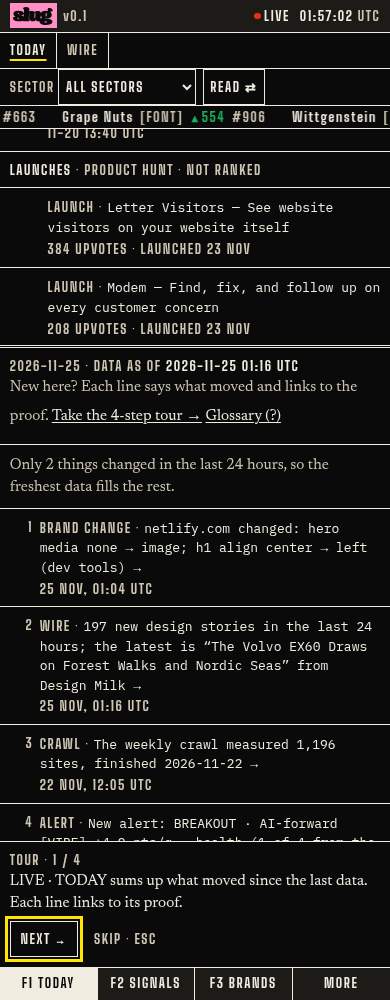 slug v0.1 LIVE 01:57:02 UTC
TODAY WIRE
SECTOR ALL SECTORS READ ⇄
#663 Grape Nuts [FONT] ▲554 #906 Wittgenstein [
11-20 13:40 UTC
LAUNCHES · PRODUCT HUNT · NOT RANKED
LAUNCH · Letter Visitors — See website
visitors on your website itself
384 UPVOTES · LAUNCHED 23 NOV
LAUNCH · Modem — Find, fix, and follow up on
every customer concern
208 UPVOTES · LAUNCHED 23 NOV
2026-11-25 · DATA AS OF 2026-11-25 01:16 UTC
New here? Each line says what moved and links to the
proof. Take the 4-step tour → Glossary (?)
Only 2 things changed in the last 24 hours, so the
freshest data fills the rest.
1 BRAND CHANGE · netlify.com changed: hero
media none → image; h1 align center → left
(dev tools) →
25 NOV, 01:04 UTC
2 WIRE · 197 new design stories in the last 24
hours; the latest is “The Volvo EX60 Draws
on Forest Walks and Nordic Seas” from
Design Milk →
25 NOV, 01:16 UTC
3 CRAWL · The weekly crawl measured 1,196
sites, finished 2026-11-22 →
22 NOV, 12:05 UTC
4 ALERT · New alert: BREAKOUT · AI-forward
TOUR · 1 / 4
LIVE · TODAY sums up what moved since the last data.
Each line links to its proof.
NEXT → SKIP · ESC
F1 TODAY F2 SIGNALS F3 BRANDS MORE